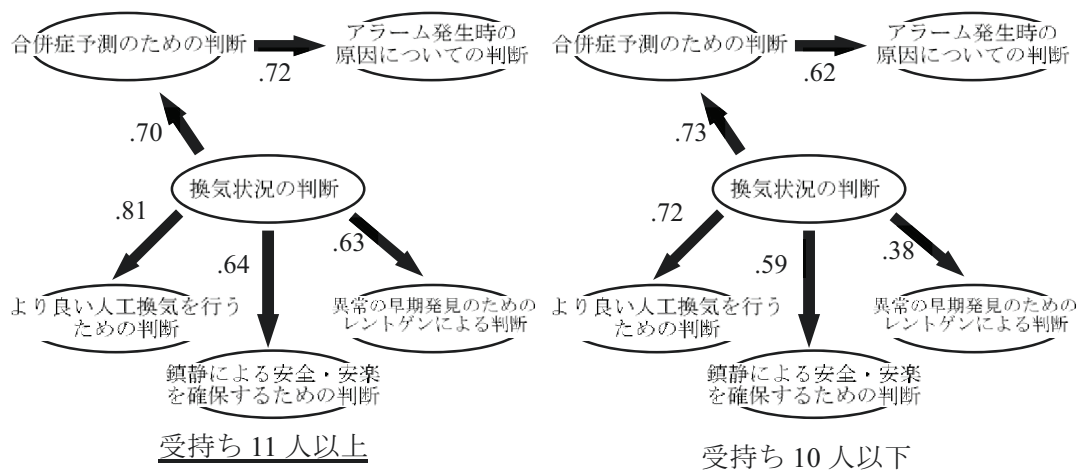 合併症予測のための判断
アラーム発生時の
原因についての判断
.72
.70
換気状況の判断
.81
.64
.63
より良い人工換気を行う
ための判断
異常の早期発見のための
レントゲンによる判断
鎮静による安全・安楽
を確保するための判断
受持ち 11 人以上
合併症予測のための判断
アラーム発生時の
原因についての判断
.62
.73
換気状況の判断
.72
.59
.38
より良い人工換気を行う
ための判断
異常の早期発見のための
レントゲンによる判断
鎮静による安全・安楽
を確保するための判断
受持ち 10 人以下